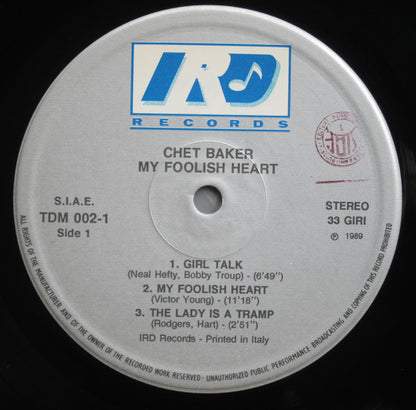 IRD
RECORDS
CHET BAKER
MY FOOLISH HEART
S.I.A.E.
TDM 002-1
Side 1
STEREO
33 GIRI
℗ 1989
1. GIRL TALK
(Neal Hefty, Bobby Troup) - (6'49")
2. MY FOOLISH HEART
(Victor Young) - (11'18")
3. THE LADY IS A TRAMP
(Rodgers, Hart) - (2'51")
IRD Records - Printed in Italy
ALL RIGHTS OF THE MANUFACTURER AND OF THE OWNER OF THE RECORDED WORK RESERVED - UNAUTHORIZED PUBLIC PERFORMANCE BROADCASTING AND COPYING OF THIS RECORD PROHIBITED